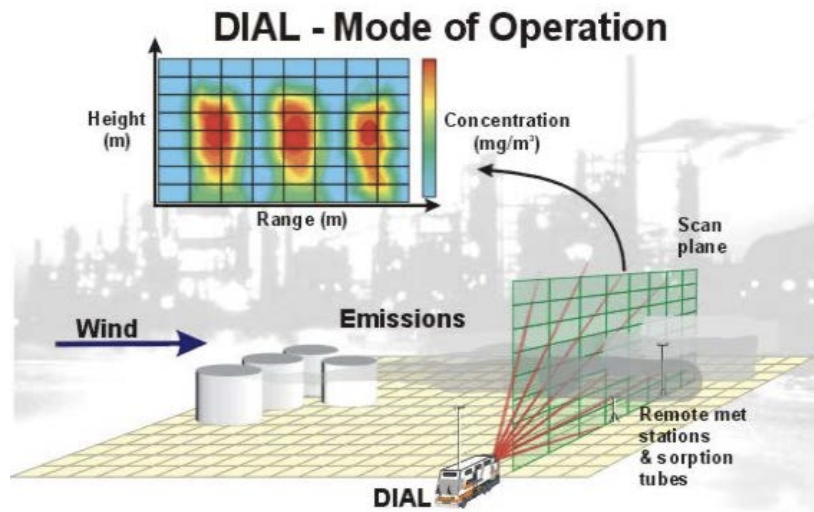 DIAL - Mode of Operation
Height
(m)
Concentration
(mg/m³)
Range (m)
Scan
plane
Wind
Emissions
Remote met
stations
& sorption
tubes
DIAL